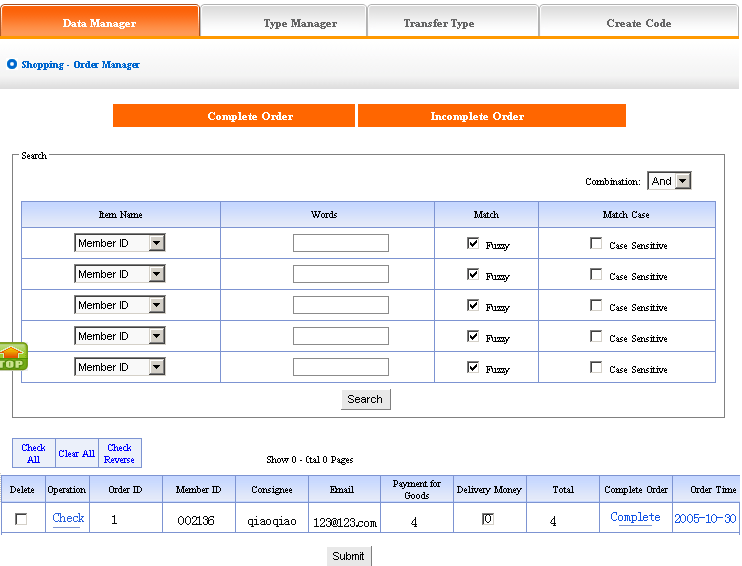 Data Manager Type Manager Transfer Type Create Code
Shopping - Order Manager
Complete Order Incomplete Order
Search
Combination: And
Item Name Words Match Match Case
Member ID Fuzzy Case Sensitive
Member ID Fuzzy Case Sensitive
Member ID Fuzzy Case Sensitive
Member ID Fuzzy Case Sensitive
TOP
Member ID Fuzzy Case Sensitive
Search
Check All Clear All Check Reverse
Show 0 - 0tal 0 Pages
Delete Operation Order ID Member ID Consignee Email Payment for Goods Delivery Money Total Complete Order Order Time
Check 1 002136 qiaoqiao 123@123.com 4 0 4 Complete 2005-10-30
Submit